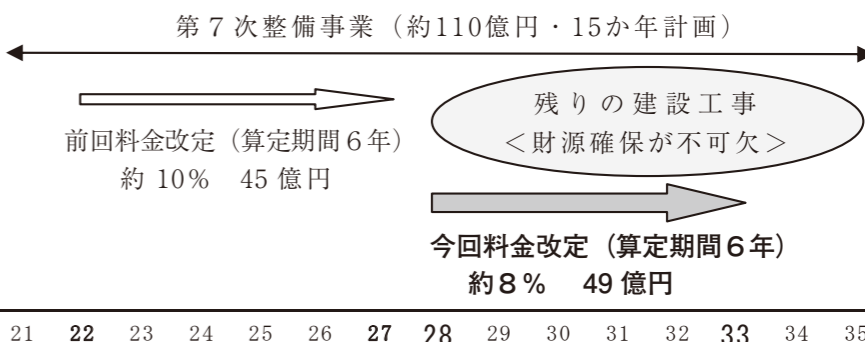 第７次整備事業（約110億円・15か年計画）
残りの建設工事
＜財源確保が不可欠＞
前回料金改定（算定期間６年）
約 10％　45 億円
今回料金改定（算定期間６年）
約８％　49 億円
21 22 23 24 25 26 27 28 29 30 31 32 33 34 35